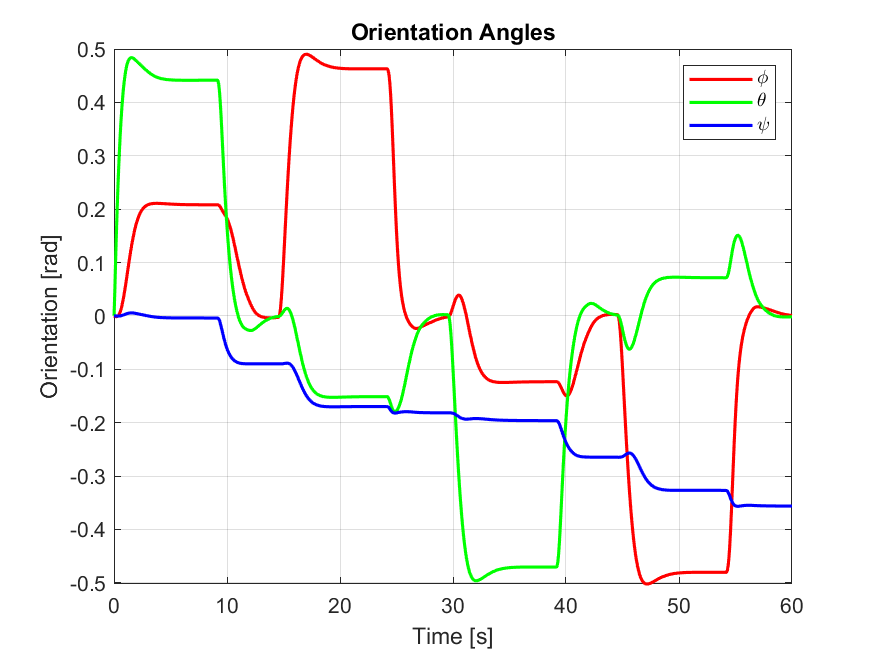 Orientation Angles
ϕ
θ
ψ
0.5
0.4
0.3
0.2
0.1
0
-0.1
-0.2
-0.3
-0.4
-0.5
Orientation [rad]
0 10 20 30 40 50 60
Time [s]